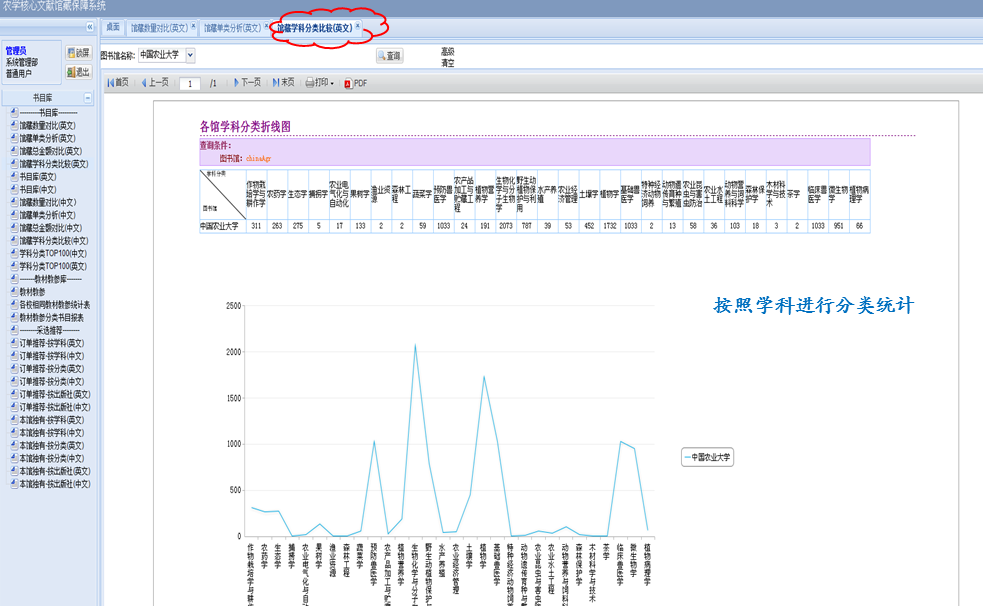 农学核心文献馆藏保障系统
桌面 馆藏数量对比(英文) 馆藏单类分析(英文) 馆藏学科分类比较(英文)
管理员
系统管理部
普通用户
锁屏
退出
图书馆名称: 中国农业大学 查询 高级
清空
首页 上一页 1 /1 下一页 末页 打印 PDF
书目库
---------书目库---------
馆藏数量对比(英文)
馆藏单类分析(英文)
馆藏总金额对比(英文)
馆藏学科分类比较(英文)
书目库(英文)
书目库(中文)
馆藏数量对比(中文)
馆藏单类分析(中文)
馆藏总金额对比(中文)
馆藏学科分类比较(中文)
学科分类TOP100(中文)
学科分类TOP100(英文)
-------教材教参库-------
教材教参
各校相同教材教参统计表
教材教参分类书目报表
--------采选推荐--------
订单推荐-按学科(英文)
订单推荐-按学科(中文)
订单推荐-按分类(英文)
订单推荐-按分类(中文)
订单推荐-按出版社(英文)
订单推荐-按出版社(中文)
本馆独有-按学科(英文)
本馆独有-按学科(中文)
本馆独有-按分类(英文)
本馆独有-按分类(中文)
本馆独有-按出版社(英文)
本馆独有-按出版社(中文)
各馆学科分类折线图
查询条件:
图书馆: chinaAgr
学科分类
图书馆
作物栽培学与耕作学 农药学 生态学 捕捞学 农业电气化与自动化 果树学 渔业资源 森林工程 蔬菜学 预防兽医学 农产品加工与贮藏工程 植物营养学 生物化学与分子生物学 野生动植物保护与利用 水产养殖 农业经济管理 土壤学 植物学 基础兽医学 特种经济动物饲养 动物遗传育种与繁殖 农业昆虫与害虫防治 农业水土工程 动物营养与饲料科学 森林保护学 木材科学与技术 茶学 临床兽医学 微生物学 植物病理学
中国农业大学 311 263 275 5 17 133 2 2 59 1033 24 191 2073 787 39 53 452 1732 1033 2 13 58 36 103 18 3 2 1033 951 66
按照学科进行分类统计
2500
2000
1500
1000
500
0
中国农业大学
作物栽培学与耕作
农药学
生态学
捕捞学
农业电气化与自动
果树学
渔业资源
森林工程
蔬菜学
预防兽医学
农产品加工与贮藏
植物营养学
生物化学与分子
野生动植物保护与
水产养殖
农业经济管理
土壤学
植物学
基础兽医学
特种经济动物饲养
动物遗传育种与繁
农业昆虫与害虫防
农业水土工程
动物营养与饲料科
森林保护学
木材科学与技术
茶学
临床兽医学
微生物学
植物病理学